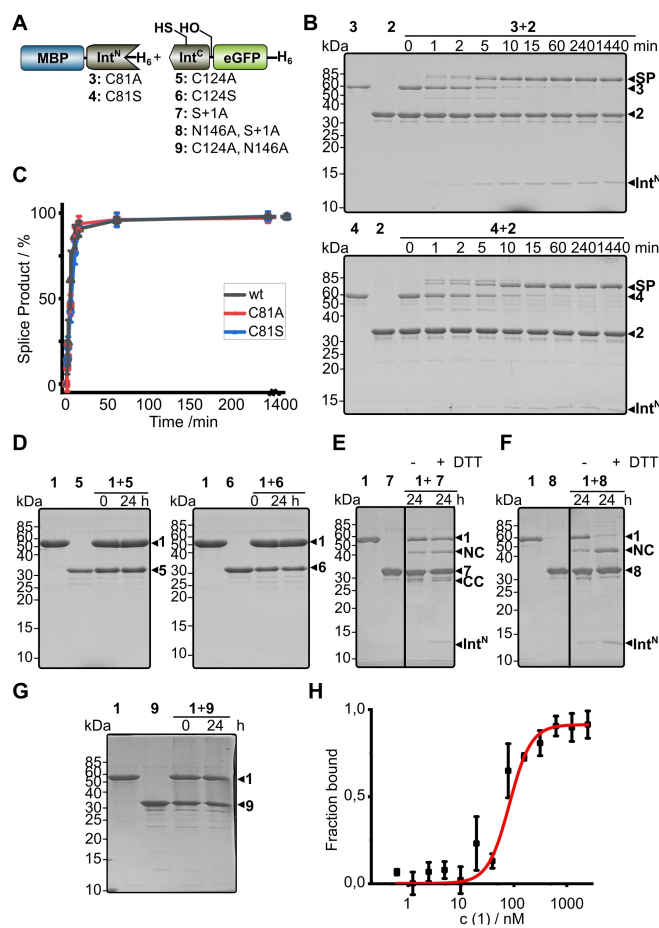 A
HS HO
MBP Intᴺ H₆ + Intᶜ eGFP H₆
3: C81A 5: C124A
4: C81S 6: C124S
7: S+1A
8: N146A, S+1A
9: C124A, N146A
B
3 2 3+2
kDa 0 1 2 5 10 15 60 240 1440 min
85
60
50
40
30
25
20
15
10
SP
3
2
Intᴺ
4 2 4+2
kDa 0 1 2 5 10 15 60 240 1440 min
85
60
50
40
30
25
20
15
SP
4
2
Intᴺ
C
Splice Product / %
100
50
0
wt
C81A
C81S
0 50 100 150 200 1400
Time /min
D
1 5 1+5
kDa 0 24 h
85
60
50
40
30
25
20
15
10
1
5
1 6 1+6
kDa 0 24 h
85
60
50
40
30
25
20
15
10
1
6
E
- + DTT
1 7 1+ 7
kDa 24 24 h
85
60
50
40
30
25
20
15
10
1
NC
7
CC
Intᴺ
F
- + DTT
1 8 1+8
kDa 24 24 h
85
60
50
40
30
25
20
15
10
1
NC
8
Intᴺ
G
1 9 1+9
kDa 0 24 h
85
60
50
40
30
25
20
15
10
1
9
H
Fraction bound
1,0
0,5
0,0
1 10 100 1000
c (1) / nM